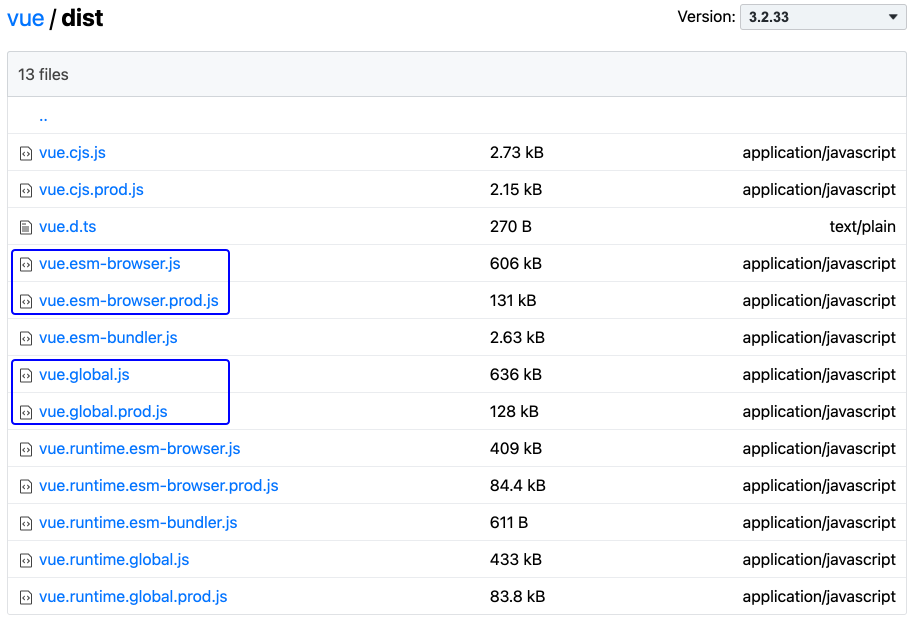 vue / dist Version: 3.2.33
13 files
..
vue.cjs.js 2.73 kB application/javascript
vue.cjs.prod.js 2.15 kB application/javascript
vue.d.ts 270 B text/plain
vue.esm-browser.js 606 kB application/javascript
vue.esm-browser.prod.js 131 kB application/javascript
vue.esm-bundler.js 2.63 kB application/javascript
vue.global.js 636 kB application/javascript
vue.global.prod.js 128 kB application/javascript
vue.runtime.esm-browser.js 409 kB application/javascript
vue.runtime.esm-browser.prod.js 84.4 kB application/javascript
vue.runtime.esm-bundler.js 611 B application/javascript
vue.runtime.global.js 433 kB application/javascript
vue.runtime.global.prod.js 83.8 kB application/javascript